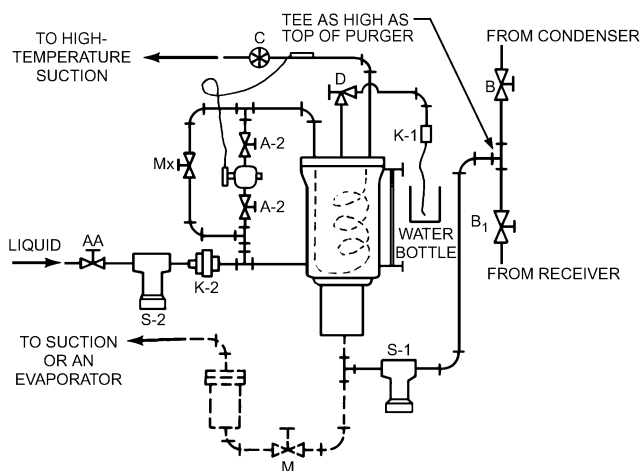 TO HIGH-
TEMPERATURE
SUCTION
C
TEE AS HIGH AS
TOP OF PURGER
FROM CONDENSER
B
D
A-2
K-1
Mx
A-2
WATER
BOTTLE
B1
FROM RECEIVER
LIQUID
AA
K-2
S-2
TO SUCTION
OR AN
EVAPORATOR
S-1
M